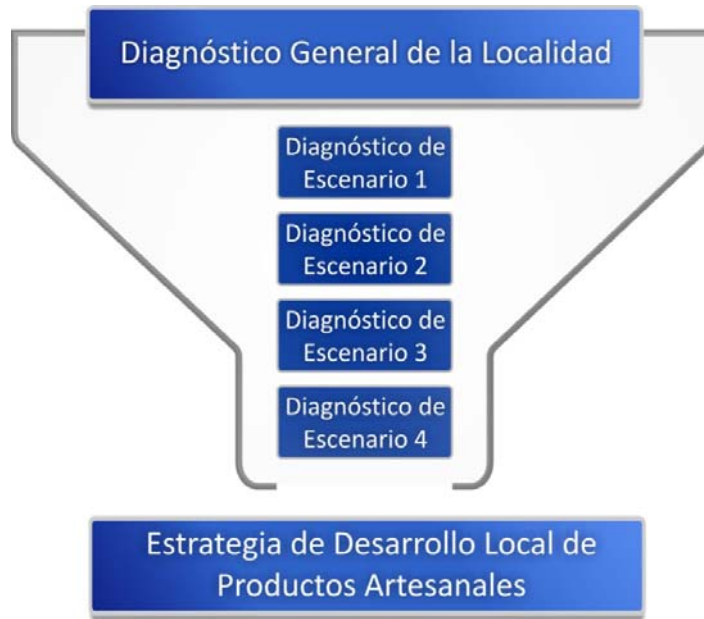 Diagnóstico General de la Localidad
Diagnóstico de
Escenario 1
Diagnóstico de
Escenario 2
Diagnóstico de
Escenario 3
Diagnóstico de
Escenario 4
Estrategia de Desarrollo Local de
Productos Artesanales